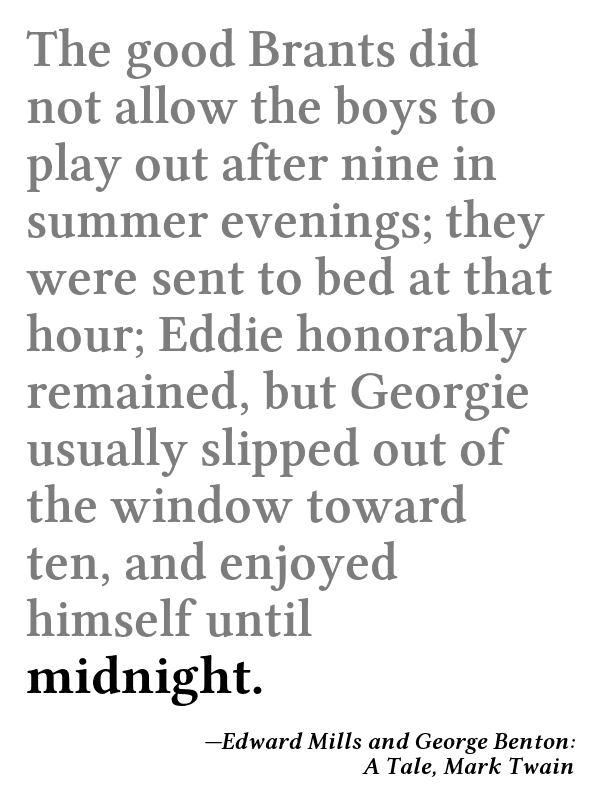 The good Brants did
not allow the boys to
play out after nine in
summer evenings; they
were sent to bed at that
hour; Eddie honorably
remained, but Georgie
usually slipped out of
the window toward
ten, and enjoyed
himself until
midnight.
—Edward Mills and George Benton:
A Tale, Mark Twain